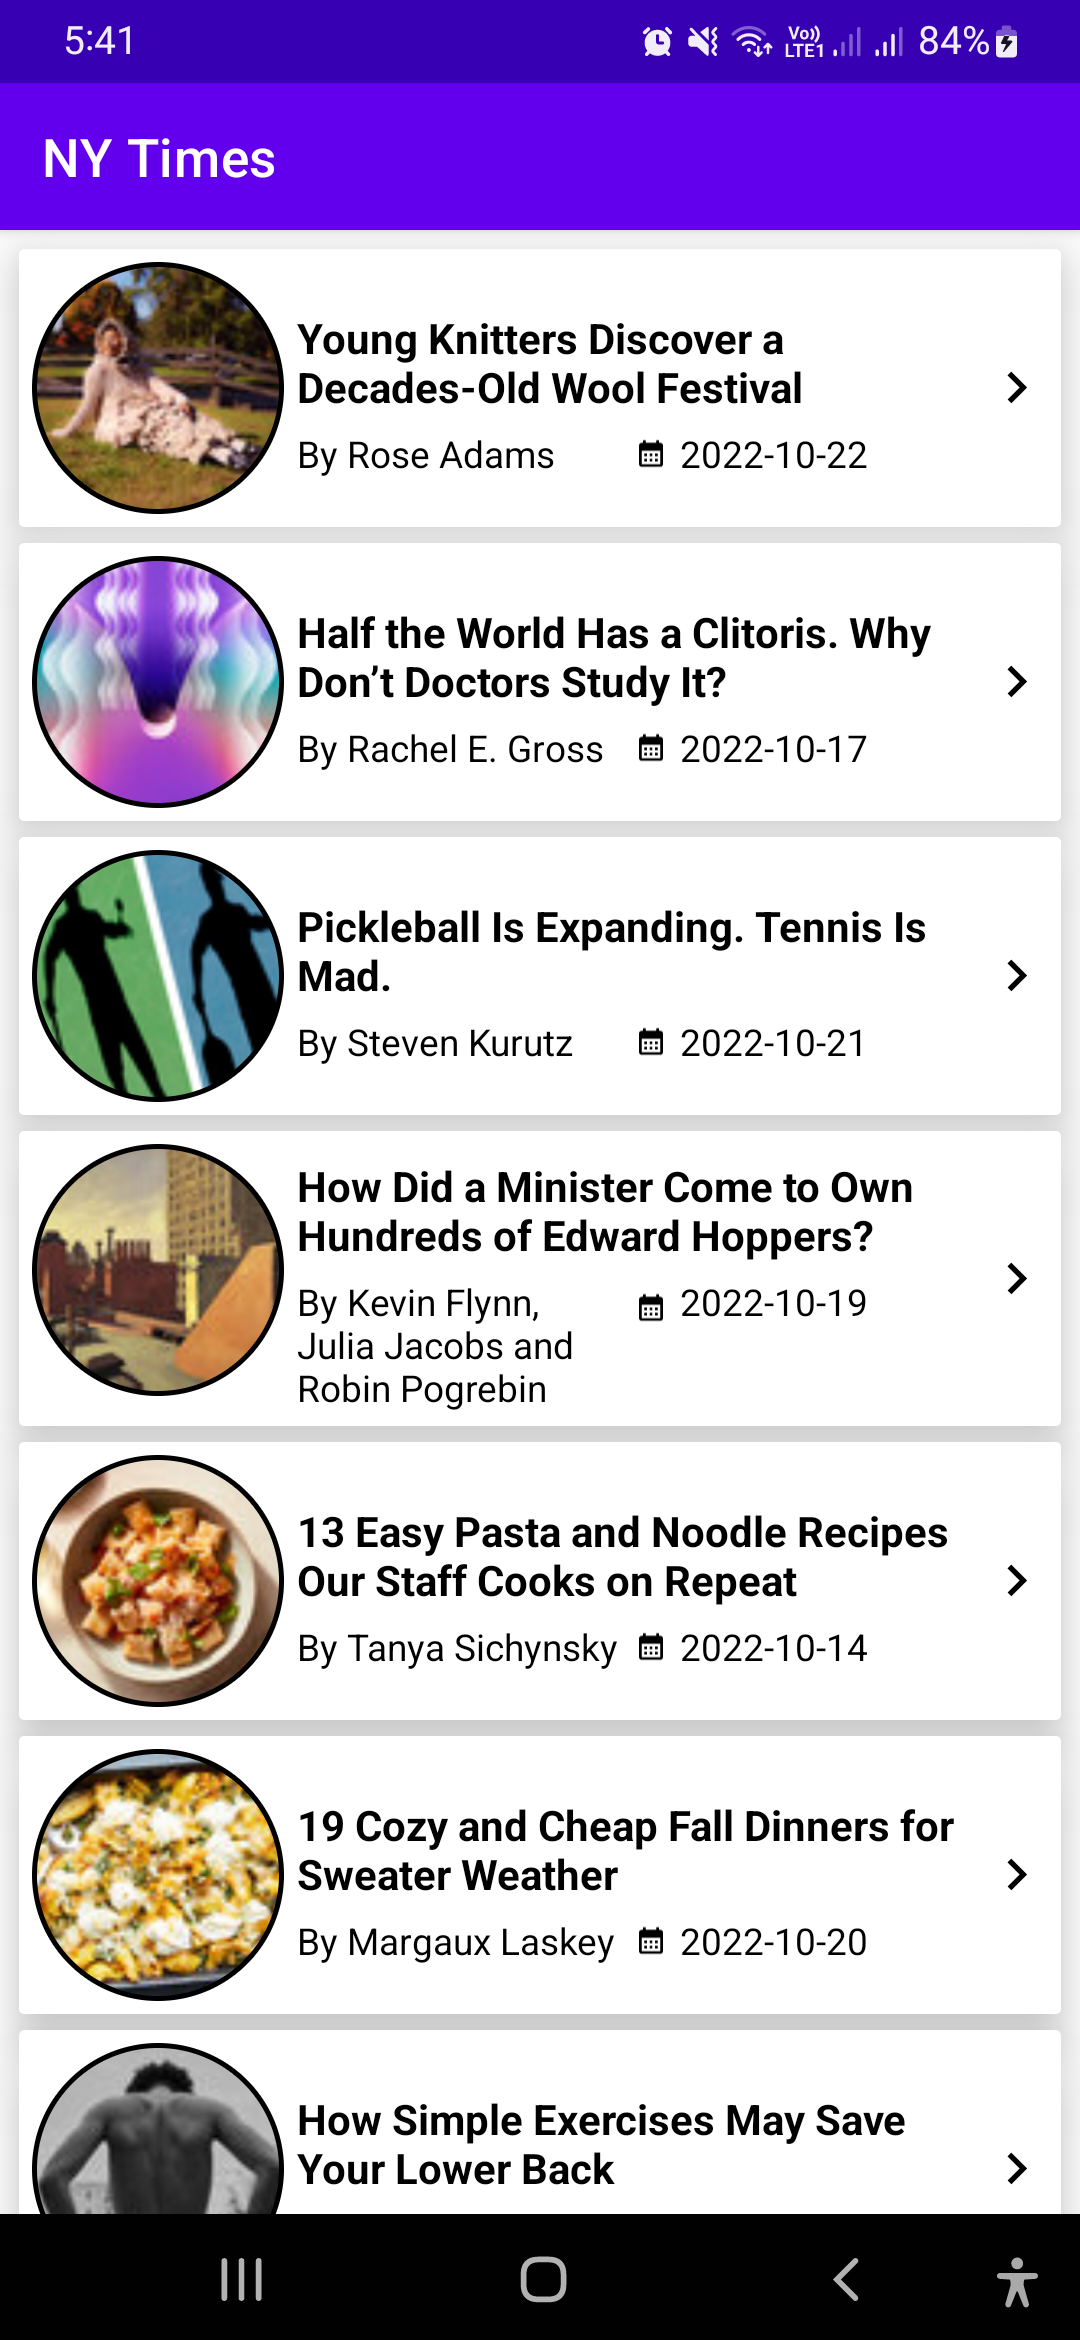 5:41 Vo)) LTE1 84%
NY Times
Young Knitters Discover a
Decades-Old Wool Festival
By Rose Adams 2022-10-22
Half the World Has a Clitoris. Why
Don’t Doctors Study It?
By Rachel E. Gross 2022-10-17
Pickleball Is Expanding. Tennis Is
Mad.
By Steven Kurutz 2022-10-21
How Did a Minister Come to Own
Hundreds of Edward Hoppers?
By Kevin Flynn, 2022-10-19
Julia Jacobs and
Robin Pogrebin
13 Easy Pasta and Noodle Recipes
Our Staff Cooks on Repeat
By Tanya Sichynsky 2022-10-14
19 Cozy and Cheap Fall Dinners for
Sweater Weather
By Margaux Laskey 2022-10-20
How Simple Exercises May Save
Your Lower Back